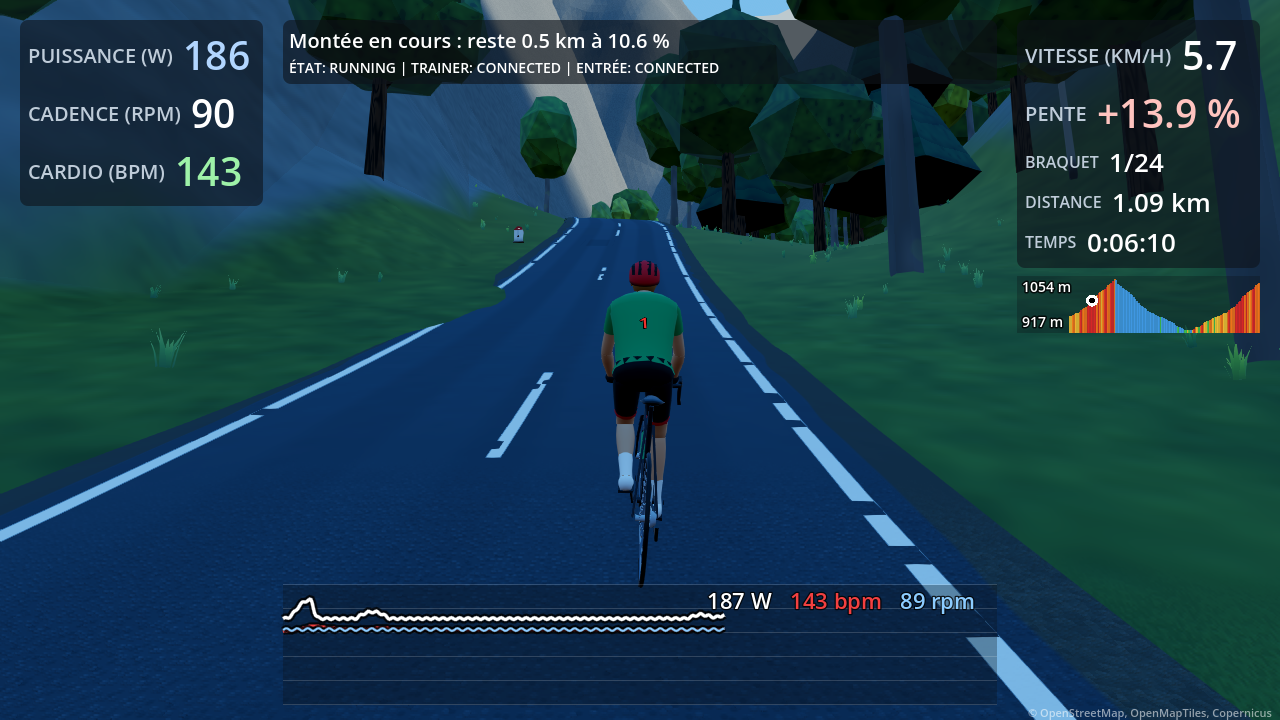 PUISSANCE (W) 186
CADENCE (RPM) 90
CARDIO (BPM) 143
Montée en cours : reste 0.5 km à 10.6 %
ÉTAT: RUNNING | TRAINER: CONNECTED | ENTRÉE: CONNECTED
VITESSE (KM/H) 5.7
PENTE +13.9 %
BRAQUET 1/24
DISTANCE 1.09 km
TEMPS 0:06:10
1054 m
917 m
1
187 W 143 bpm 89 rpm
© OpenStreetMap, OpenMapTiles, Copernicus